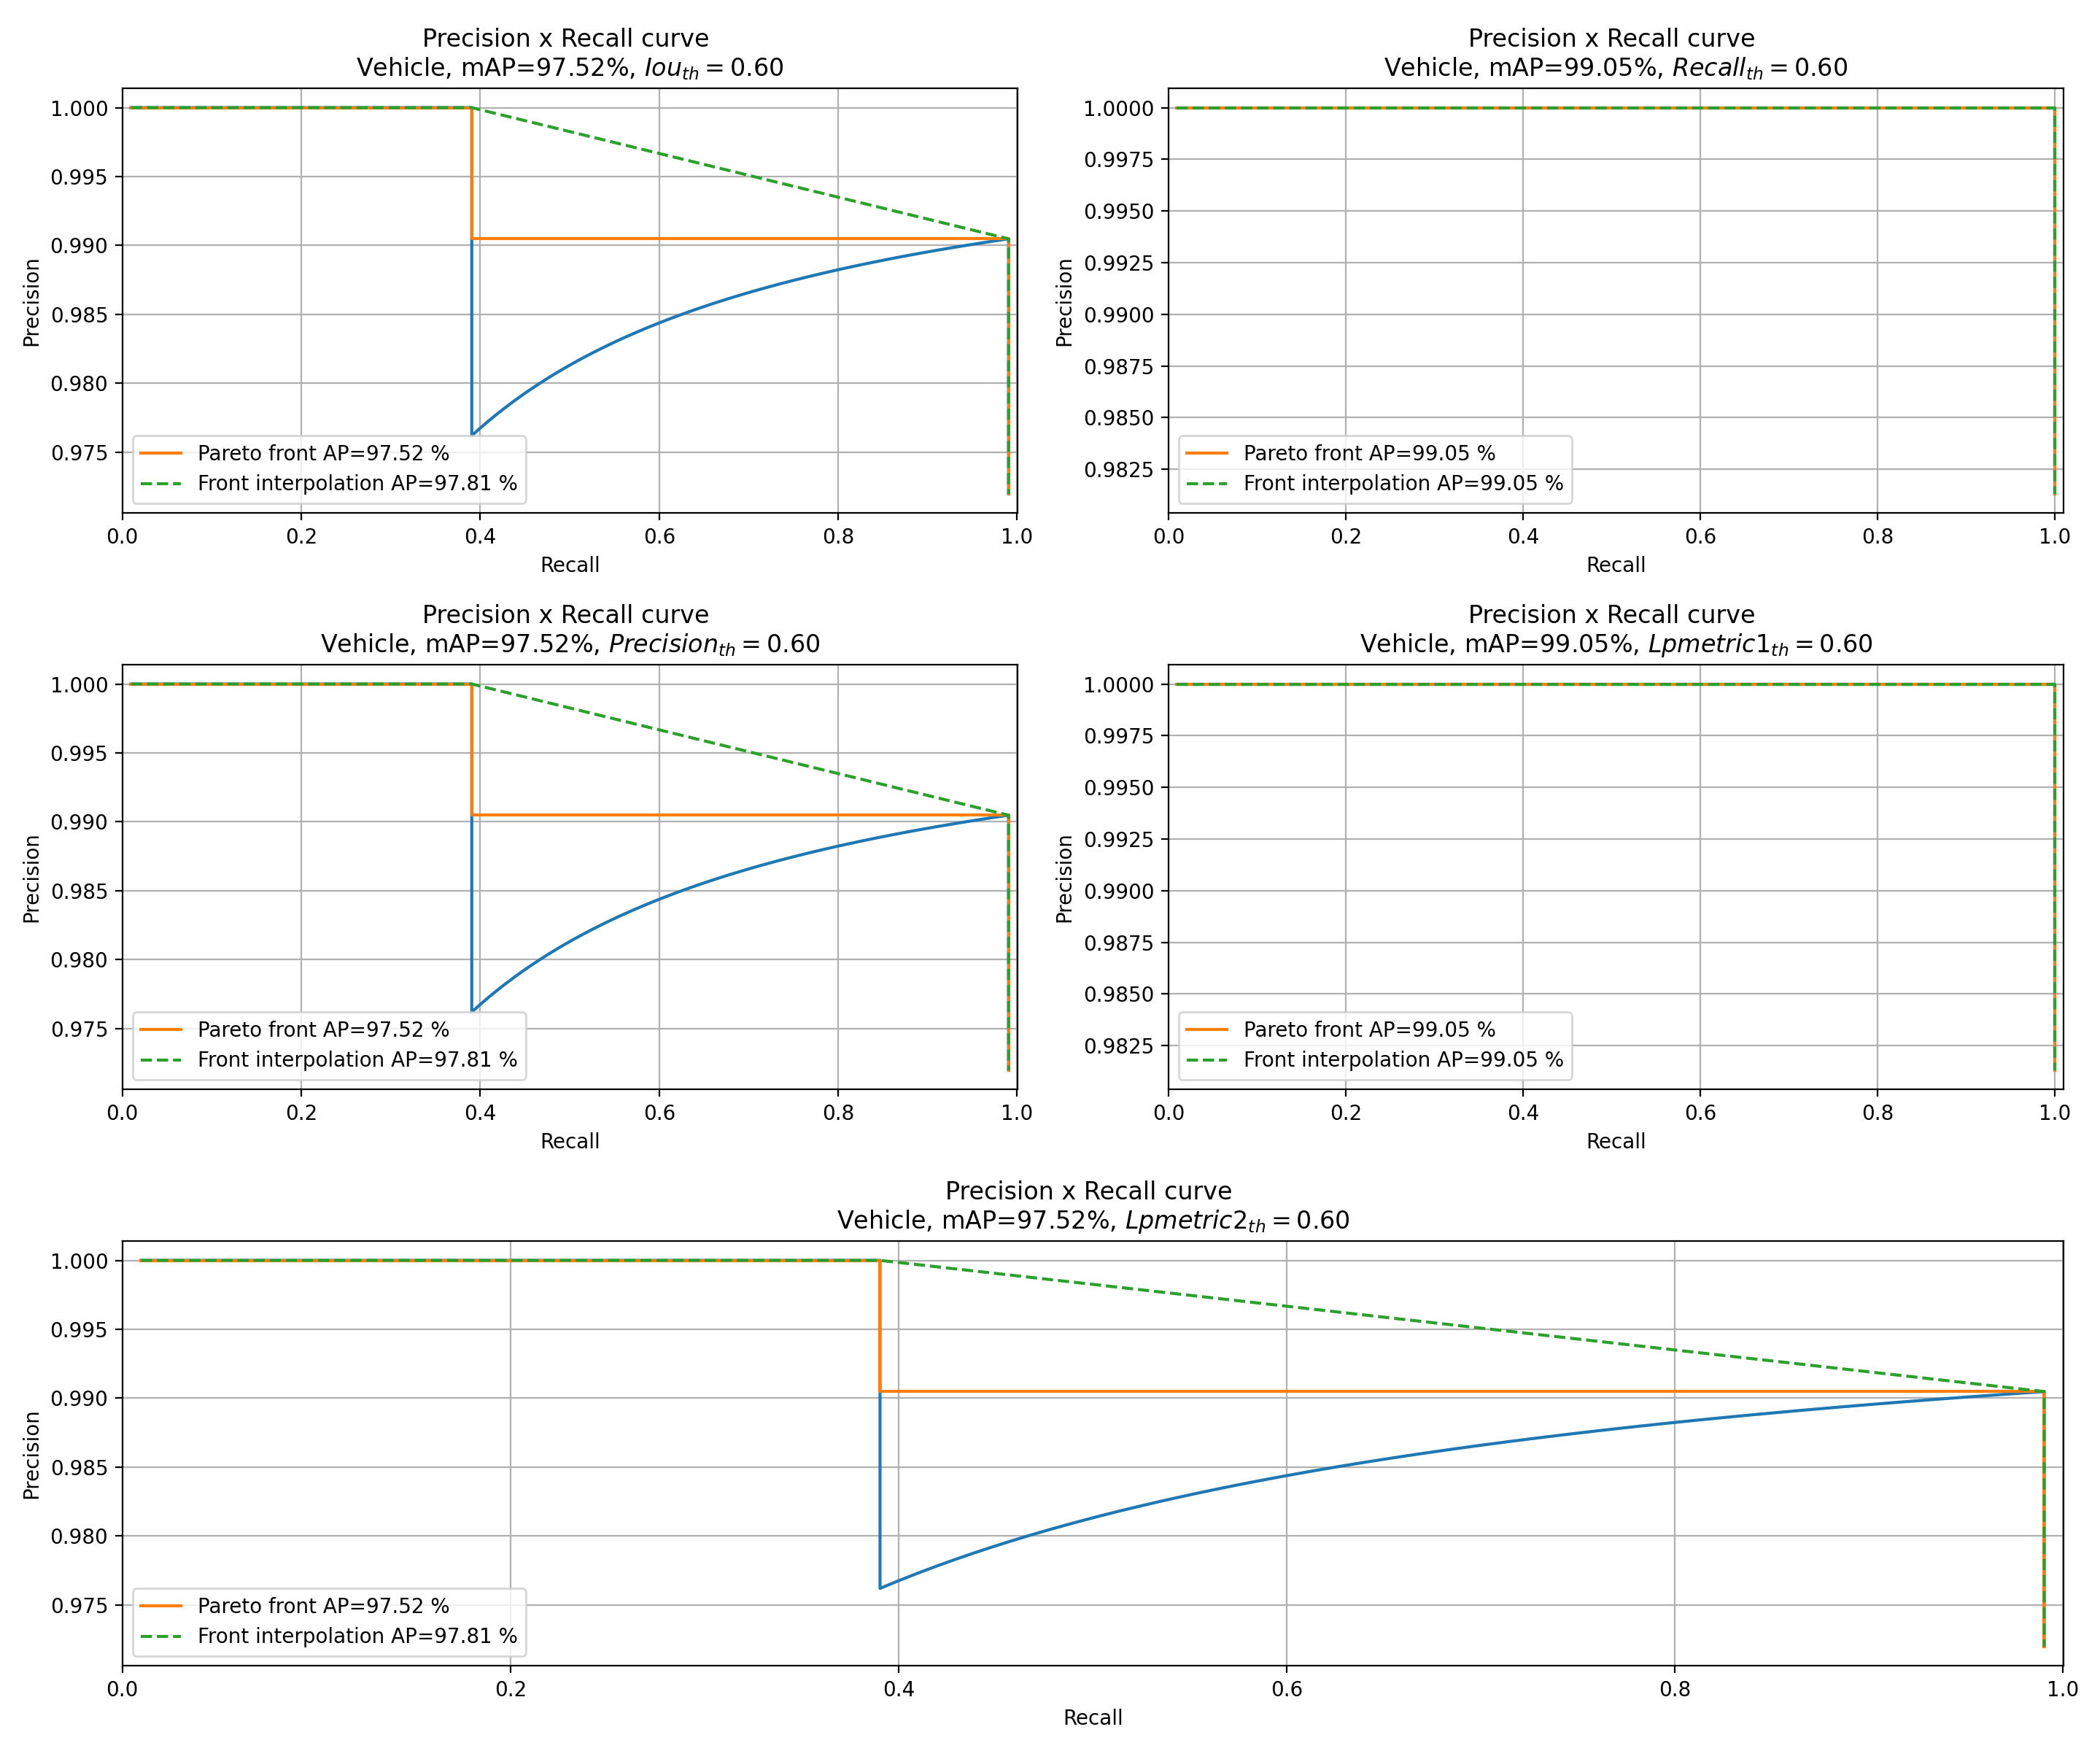 Precision x Recall curve
Vehicle, mAP=97.52%, Iou_th = 0.60
1.000
0.995
0.990
0.985
0.980
0.975
Precision
Pareto front AP=97.52 %
Front interpolation AP=97.81 %
0.0 0.2 0.4 0.6 0.8 1.0
Recall
Precision x Recall curve
Vehicle, mAP=99.05%, Recall_th = 0.60
1.0000
0.9975
0.9950
0.9925
0.9900
0.9875
0.9850
0.9825
Precision
Pareto front AP=99.05 %
Front interpolation AP=99.05 %
0.0 0.2 0.4 0.6 0.8 1.0
Recall
Precision x Recall curve
Vehicle, mAP=97.52%, Precision_th = 0.60
1.000
0.995
0.990
0.985
0.980
0.975
Precision
Pareto front AP=97.52 %
Front interpolation AP=97.81 %
0.0 0.2 0.4 0.6 0.8 1.0
Recall
Precision x Recall curve
Vehicle, mAP=99.05%, Lpmetric1_th = 0.60
1.0000
0.9975
0.9950
0.9925
0.9900
0.9875
0.9850
0.9825
Precision
Pareto front AP=99.05 %
Front interpolation AP=99.05 %
0.0 0.2 0.4 0.6 0.8 1.0
Recall
Precision x Recall curve
Vehicle, mAP=97.52%, Lpmetric2_th = 0.60
1.000
0.995
0.990
0.985
0.980
0.975
Precision
Pareto front AP=97.52 %
Front interpolation AP=97.81 %
0.0 0.2 0.4 0.6 0.8 1.0
Recall